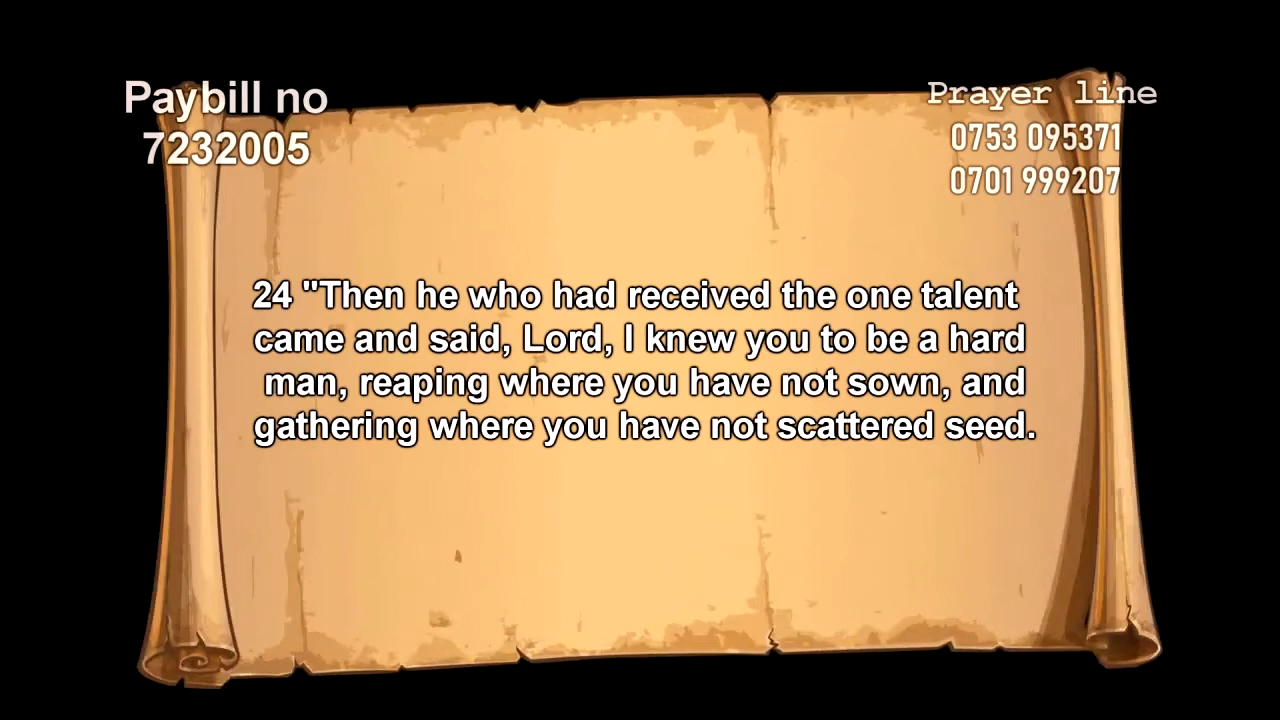 Paybill no
7232005
Prayer line
0753 095371
0701 999207
24 "Then he who had received the one talent
came and said, Lord, I knew you to be a hard
man, reaping where you have not sown, and
gathering where you have not scattered seed.